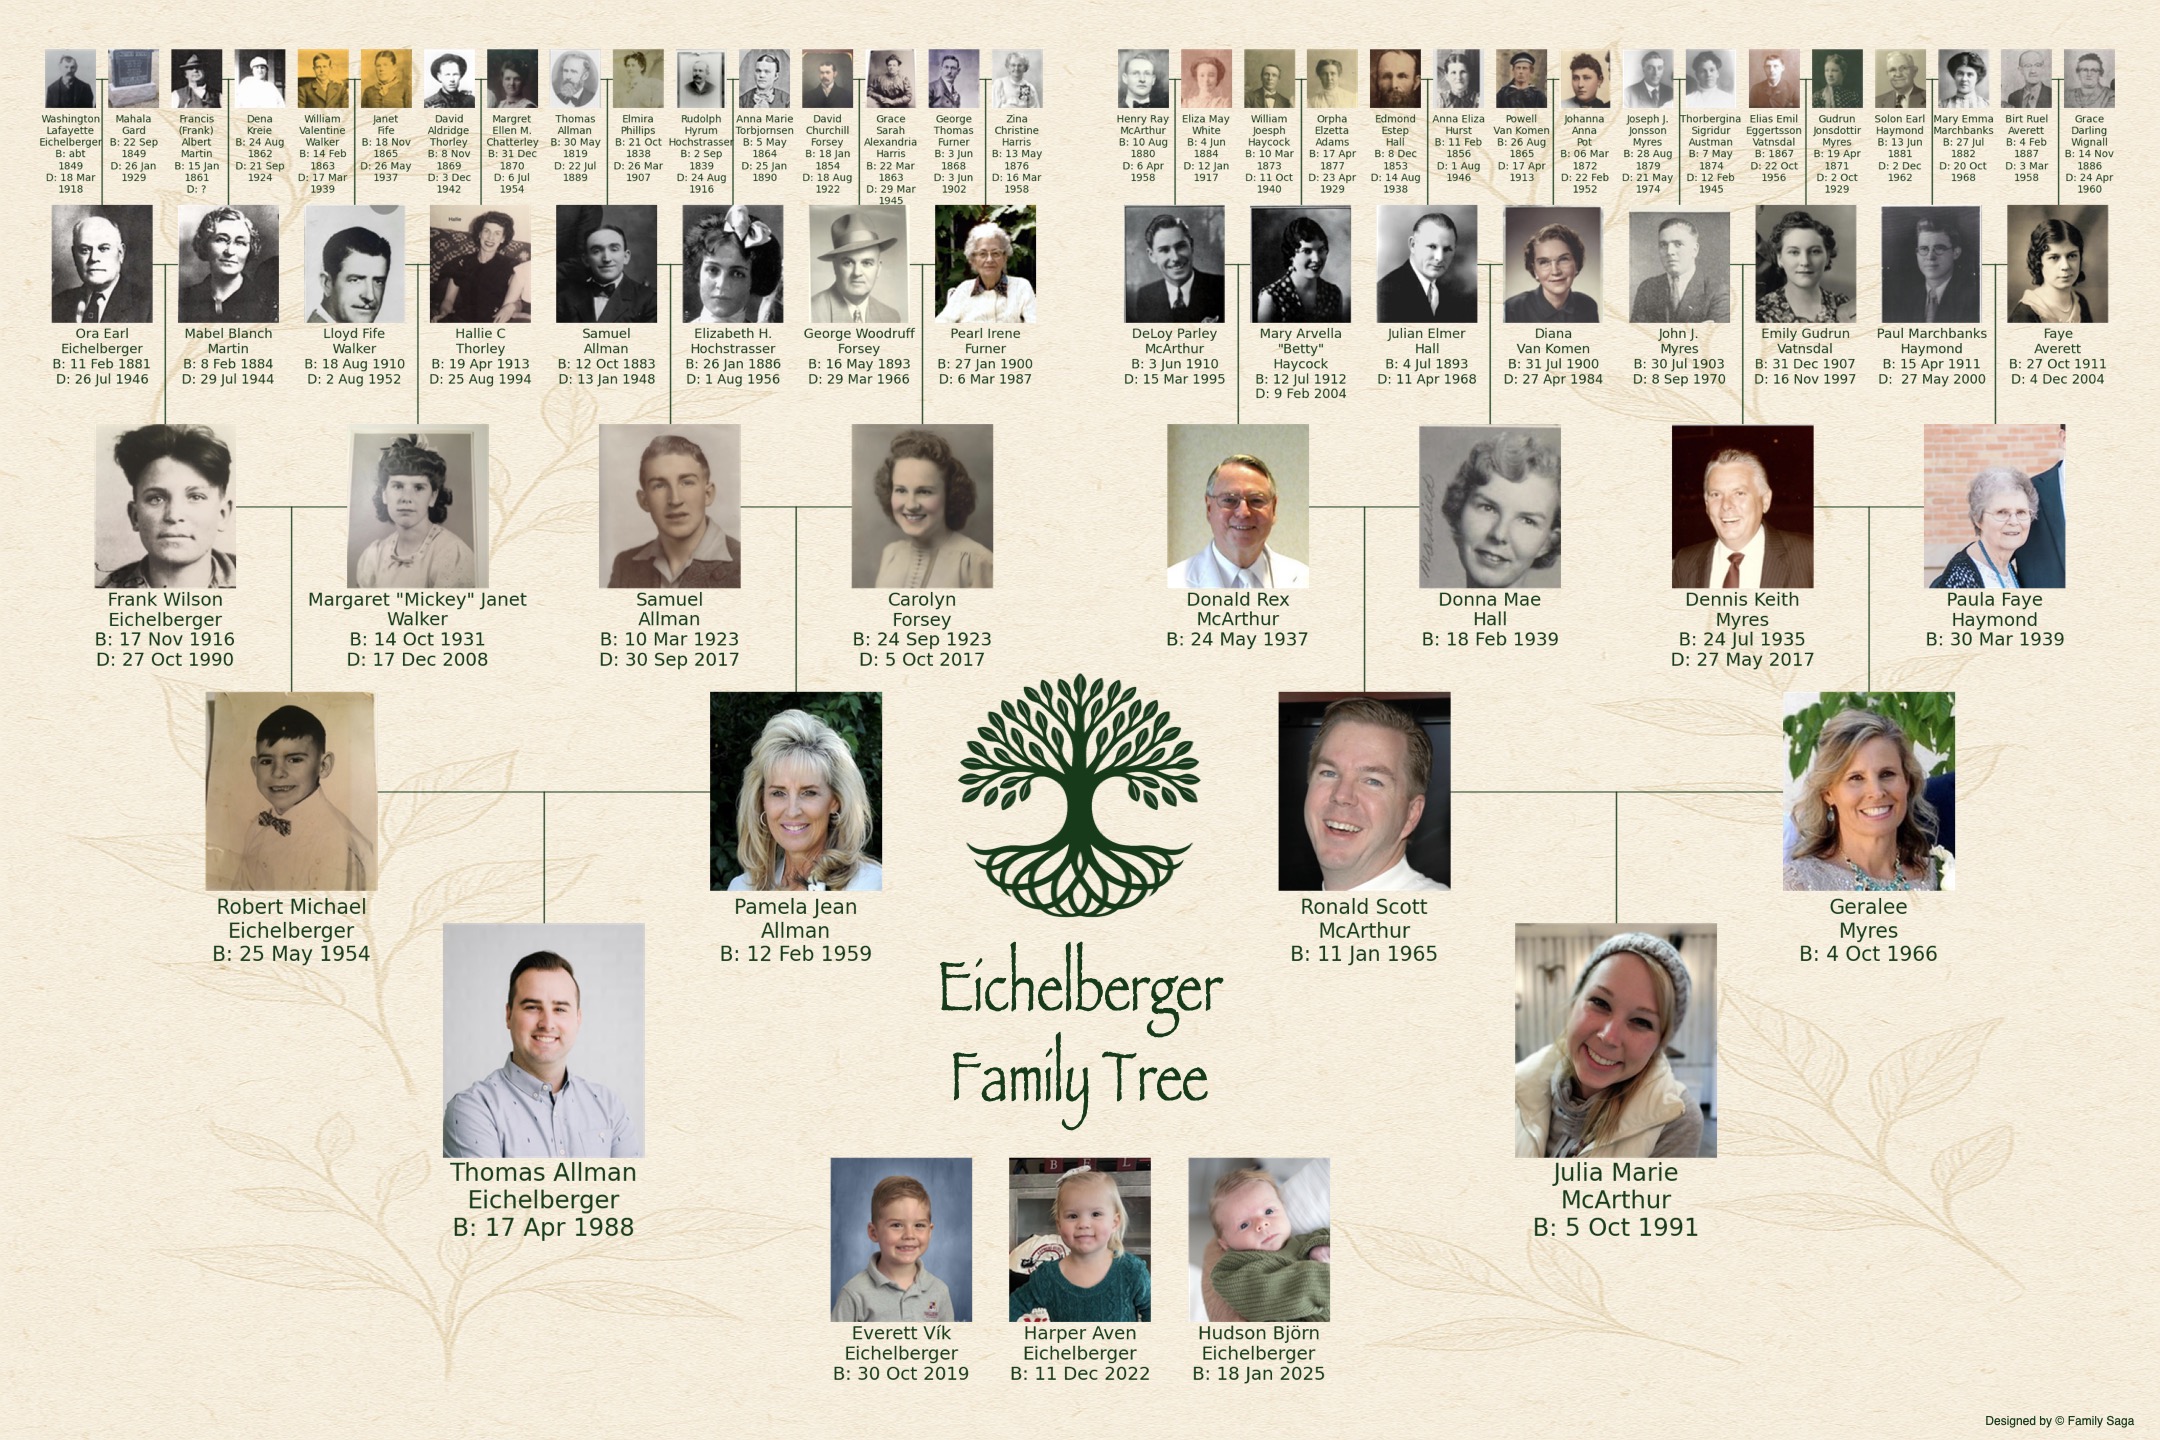 Washington
Lafayette
Eichelberger
B: abt
1849
D: 18 Mar
1918
Mahala
Gard
B: 22 Sep
1849
D: 26 Jan
1929
Francis
(Frank)
Albert
Martin
B: 15 Jan
1861
D: ?
Dena
Kreie
B: 24 Aug
1862
D: 21 Sep
1924
William
Valentine
Walker
B: 14 Feb
1863
D: 17 Mar
1939
Janet
Fife
B: 18 Nov
1865
D: 26 May
1937
David
Aldridge
Thorley
B: 8 Nov
1869
D: 3 Dec
1942
Margret
Ellen M.
Chatterley
B: 31 Dec
1870
D: 6 Jul
1954
Thomas
Allman
B: 30 May
1819
D: 22 Jul
1889
Elmira
Phillips
B: 21 Oct
1838
D: 26 Mar
1907
Rudolph
Hyrum
Hochstrasser
B: 2 Sep
1839
D: 24 Aug
1916
Anna Marie
Torbjornsen
B: 5 May
1864
D: 25 Jan
1890
David
Churchill
Forsey
B: 18 Jan
1854
D: 18 Aug
1922
Grace
Sarah
Alexandria
Harris
B: 22 Mar
1863
D: 29 Mar
1945
George
Thomas
Furner
B: 3 Jun
1868
D: 3 Jun
1902
Zina
Christine
Harris
B: 13 May
1876
D: 16 Mar
1958
Henry Ray
McArthur
B: 10 Aug
1880
D: 6 Apr
1958
Eliza May
White
B: 4 Jun
1884
D: 12 Jan
1917
William
Joesph
Haycock
B: 10 Mar
1873
D: 11 Oct
1940
Orpha
Elzetta
Adams
B: 17 Apr
1877
D: 23 Apr
1929
Edmond
Estep
Hall
B: 8 Dec
1853
D: 14 Aug
1938
Anna Eliza
Hurst
B: 11 Feb
1856
D: 1 Aug
1946
Powell
Van Komen
B: 26 Aug
1865
D: 17 Apr
1913
Johanna
Anna
Pot
B: 06 Mar
1872
D: 22 Feb
1952
Joseph J.
Jonsson
Myres
B: 28 Aug
1879
D: 21 May
1974
Thorbergina
Sigridur
Austman
B: 7 May
1874
D: 12 Feb
1945
Elias Emil
Eggertsson
Vatnsdal
B: 1867
D: 22 Oct
1956
Gudrun
Jonsdottir
Myres
B: 19 Apr
1871
D: 2 Oct
1929
Solon Earl
Haymond
B: 13 Jun
1881
D: 2 Dec
1962
Mary Emma
Marchbanks
B: 27 Jul
1882
D: 20 Oct
1968
Birt Ruel
Averett
B: 4 Feb
1887
D: 3 Mar
1958
Grace
Darling
Wignall
B: 14 Nov
1886
D: 24 Apr
1960
Hallie
Ora Earl
Eichelberger
B: 11 Feb 1881
D: 26 Jul 1946
Mabel Blanch
Martin
B: 8 Feb 1884
D: 29 Jul 1944
Lloyd Fife
Walker
B: 18 Aug 1910
D: 2 Aug 1952
Hallie C
Thorley
B: 19 Apr 1913
D: 25 Aug 1994
Samuel
Allman
B: 12 Oct 1883
D: 13 Jan 1948
Elizabeth H.
Hochstrasser
B: 26 Jan 1886
D: 1 Aug 1956
George Woodruff
Forsey
B: 16 May 1893
D: 29 Mar 1966
Pearl Irene
Furner
B: 27 Jan 1900
D: 6 Mar 1987
DeLoy Parley
McArthur
B: 3 Jun 1910
D: 15 Mar 1995
Mary Arvella
"Betty"
Haycock
B: 12 Jul 1912
D: 9 Feb 2004
Julian Elmer
Hall
B: 4 Jul 1893
D: 11 Apr 1968
Diana
Van Komen
B: 31 Jul 1900
D: 27 Apr 1984
John J.
Myres
B: 30 Jul 1903
D: 8 Sep 1970
Emily Gudrun
Vatnsdal
B: 31 Dec 1907
D: 16 Nov 1997
Paul Marchbanks
Haymond
B: 15 Apr 1911
D: 27 May 2000
Faye
Averett
B: 27 Oct 1911
D: 4 Dec 2004
Frank Wilson
Eichelberger
B: 17 Nov 1916
D: 27 Oct 1990
Margaret "Mickey" Janet
Walker
B: 14 Oct 1931
D: 17 Dec 2008
Samuel
Allman
B: 10 Mar 1923
D: 30 Sep 2017
Carolyn
Forsey
B: 24 Sep 1923
D: 5 Oct 2017
Donald Rex
McArthur
B: 24 May 1937
Donna Mae
Hall
B: 18 Feb 1939
Dennis Keith
Myres
B: 24 Jul 1935
D: 27 May 2017
Paula Faye
Haymond
B: 30 Mar 1939
Robert Michael
Eichelberger
B: 25 May 1954
Pamela Jean
Allman
B: 12 Feb 1959
Ronald Scott
McArthur
B: 11 Jan 1965
Geralee
Myres
B: 4 Oct 1966
Eichelberger
Family Tree
Thomas Allman
Eichelberger
B: 17 Apr 1988
Julia Marie
McArthur
B: 5 Oct 1991
B E L
Everett Vík
Eichelberger
B: 30 Oct 2019
Harper Aven
Eichelberger
B: 11 Dec 2022
Hudson Björn
Eichelberger
B: 18 Jan 2025
Designed by © Family Saga